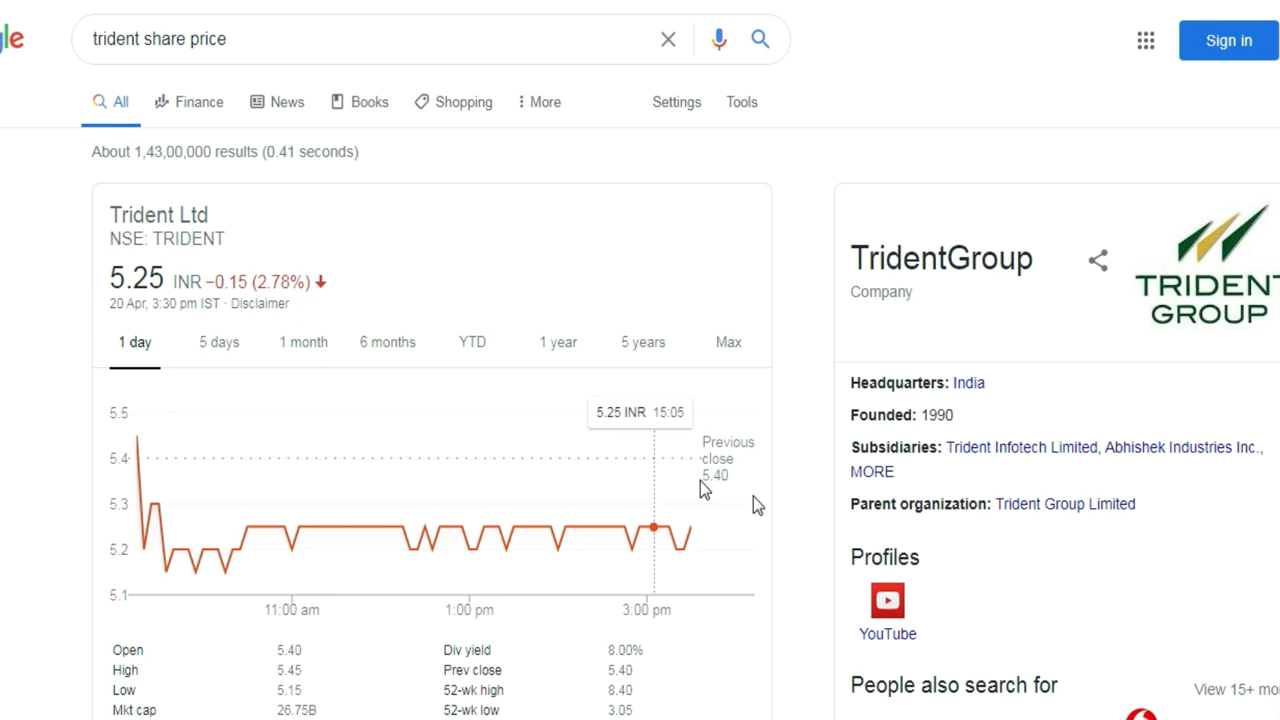 gle
trident share price
Sign in
All Finance News Books Shopping More Settings Tools
About 1,43,00,000 results (0.41 seconds)
Trident Ltd
NSE: TRIDENT
5.25 INR −0.15 (2.78%)
20 Apr, 3:30 pm IST · Disclaimer
1 day 5 days 1 month 6 months YTD 1 year 5 years Max
5.5
5.4
5.3
5.2
5.1
5.25 INR 15:05
Previous
close
5.40
11:00 am 1:00 pm 3:00 pm
Open 5.40 Div yield 8.00%
High 5.45 Prev close 5.40
Low 5.15 52-wk high 8.40
Mkt cap 26.75B 52-wk low 3.05
TridentGroup
Company
TRIDENT
GROUP
Headquarters: India
Founded: 1990
Subsidiaries: Trident Infotech Limited, Abhishek Industries Inc.,
MORE
Parent organization: Trident Group Limited
Profiles
YouTube
People also search for View 15+ mo